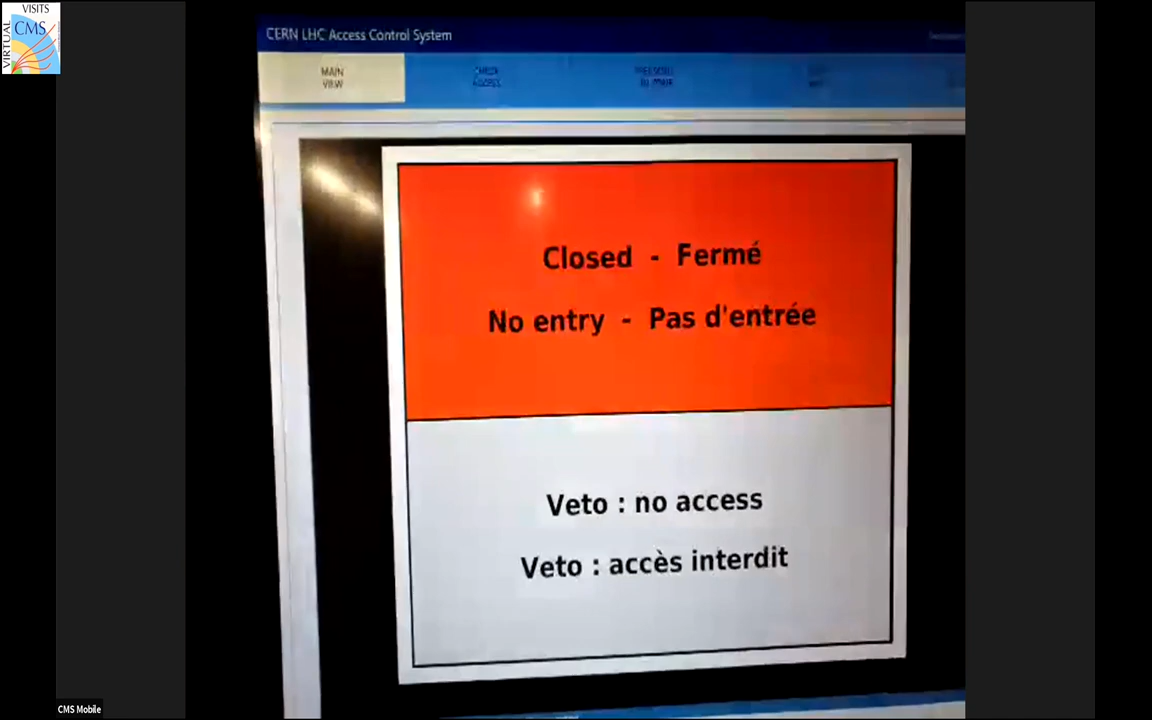 VISITS
CMS
VIRTUAL
CERN LHC Access Control System
MAIN
VIEW
ACCESS
Closed - Fermé
No entry - Pas d'entrée
Veto : no access
Veto : accès interdit
CMS Mobile